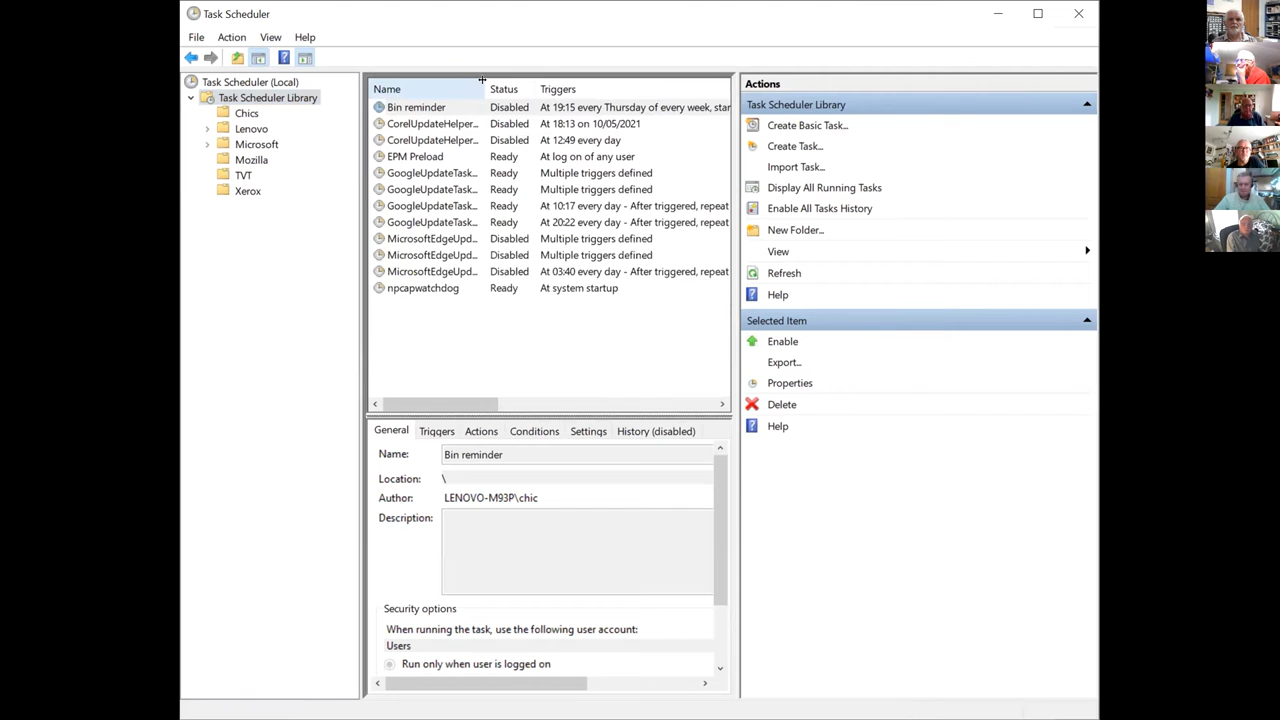 Task Scheduler
File Action View Help
Task Scheduler (Local)
Task Scheduler Library
Chics
Lenovo
Microsoft
Mozilla
TVT
Xerox
Name Status Triggers
Bin reminder Disabled At 19:15 every Thursday of every week, star
CorelUpdateHelper... Disabled At 18:13 on 10/05/2021
CorelUpdateHelper... Disabled At 12:49 every day
EPM Preload Ready At log on of any user
GoogleUpdateTask... Ready Multiple triggers defined
GoogleUpdateTask... Ready Multiple triggers defined
GoogleUpdateTask... Ready At 10:17 every day - After triggered, repeat
GoogleUpdateTask... Ready At 20:22 every day - After triggered, repeat
MicrosoftEdgeUpd... Disabled Multiple triggers defined
MicrosoftEdgeUpd... Disabled Multiple triggers defined
MicrosoftEdgeUpd... Disabled At 03:40 every day - After triggered, repeat
npcapwatchdog Ready At system startup
General Triggers Actions Conditions Settings History (disabled)
Name: Bin reminder
Location: \
Author: LENOVO-M93P\chic
Description:
Security options
When running the task, use the following user account:
Users
Run only when user is logged on
Actions
Task Scheduler Library
Create Basic Task...
Create Task...
Import Task...
Display All Running Tasks
Enable All Tasks History
New Folder...
View
Refresh
Help
Selected Item
Enable
Export...
Properties
Delete
Help